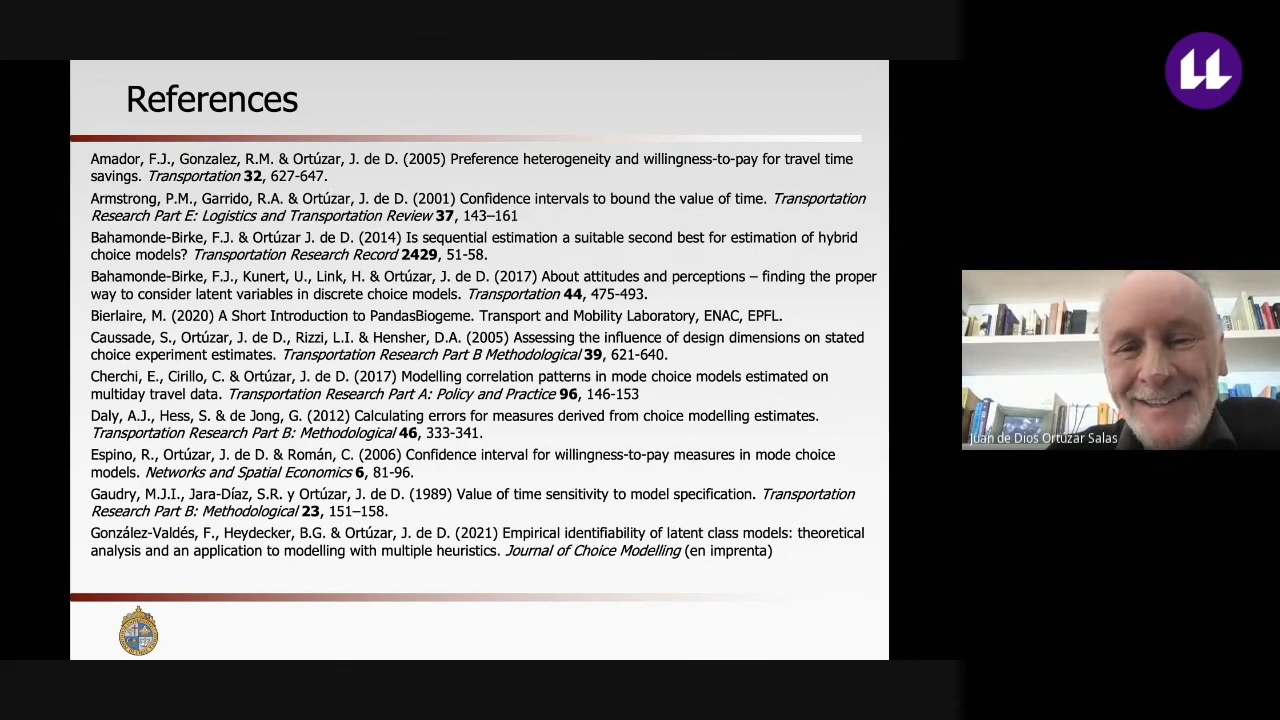 References
Amador, F.J., Gonzalez, R.M. & Ortúzar, J. de D. (2005) Preference heterogeneity and willingness-to-pay for travel time
savings. Transportation 32, 627-647.
Armstrong, P.M., Garrido, R.A. & Ortúzar, J. de D. (2001) Confidence intervals to bound the value of time. Transportation
Research Part E: Logistics and Transportation Review 37, 143–161
Bahamonde-Birke, F.J. & Ortúzar J. de D. (2014) Is sequential estimation a suitable second best for estimation of hybrid
choice models? Transportation Research Record 2429, 51-58.
Bahamonde-Birke, F.J., Kunert, U., Link, H. & Ortúzar, J. de D. (2017) About attitudes and perceptions – finding the proper
way to consider latent variables in discrete choice models. Transportation 44, 475-493.
Bierlaire, M. (2020) A Short Introduction to PandasBiogeme. Transport and Mobility Laboratory, ENAC, EPFL.
Caussade, S., Ortúzar, J. de D., Rizzi, L.I. & Hensher, D.A. (2005) Assessing the influence of design dimensions on stated
choice experiment estimates. Transportation Research Part B Methodological 39, 621-640.
Cherchi, E., Cirillo, C. & Ortúzar, J. de D. (2017) Modelling correlation patterns in mode choice models estimated on
multiday travel data. Transportation Research Part A: Policy and Practice 96, 146-153
Daly, A.J., Hess, S. & de Jong, G. (2012) Calculating errors for measures derived from choice modelling estimates.
Transportation Research Part B: Methodological 46, 333-341.
Espino, R., Ortúzar, J. de D. & Román, C. (2006) Confidence interval for willingness-to-pay measures in mode choice
models. Networks and Spatial Economics 6, 81-96.
Gaudry, M.J.I., Jara-Díaz, S.R. y Ortúzar, J. de D. (1989) Value of time sensitivity to model specification. Transportation
Research Part B: Methodological 23, 151–158.
González-Valdés, F., Heydecker, B.G. & Ortúzar, J. de D. (2021) Empirical identifiability of latent class models: theoretical
analysis and an application to modelling with multiple heuristics. Journal of Choice Modelling (en imprenta)
Juan de Dios Ortúzar Salas